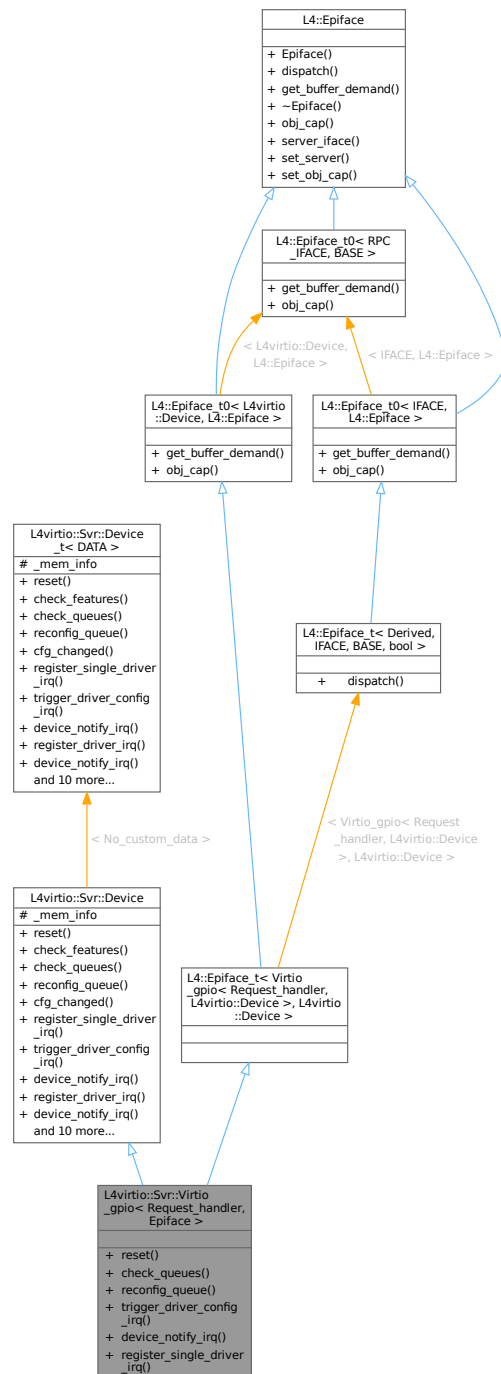 L4::Epiface
+ Epiface()
+ dispatch()
+ get_buffer_demand()
+ ~Epiface()
+ obj_cap()
+ server_iface()
+ set_server()
+ set_obj_cap()
L4::Epiface_t0< RPC
_IFACE, BASE >
+ get_buffer_demand()
+ obj_cap()
< L4virtio::Device,
L4::Epiface >
< IFACE, L4::Epiface >
L4::Epiface_t0< L4virtio
::Device, L4::Epiface >
+ get_buffer_demand()
+ obj_cap()
L4::Epiface_t0< IFACE,
L4::Epiface >
+ get_buffer_demand()
+ obj_cap()
L4virtio::Svr::Device
_t< DATA >
# _mem_info
+ reset()
+ check_features()
+ check_queues()
+ reconfig_queue()
+ cfg_changed()
+ register_single_driver
_irq()
+ trigger_driver_config
_irq()
+ device_notify_irq()
+ register_driver_irq()
+ device_notify_irq()
and 10 more...
L4::Epiface_t< Derived,
IFACE, BASE, bool >
+ dispatch()
< No_custom_data >
< Virtio_gpio< Request
_handler, L4virtio::Device
>, L4virtio::Device >
L4virtio::Svr::Device
# _mem_info
+ reset()
+ check_features()
+ check_queues()
+ reconfig_queue()
+ cfg_changed()
+ register_single_driver
_irq()
+ trigger_driver_config
_irq()
+ device_notify_irq()
+ register_driver_irq()
+ device_notify_irq()
and 10 more...
L4::Epiface_t< Virtio
_gpio< Request_handler,
L4virtio::Device >, L4virtio
::Device >
L4virtio::Svr::Virtio
_gpio< Request_handler,
Epiface >
+ reset()
+ check_queues()
+ reconfig_queue()
+ trigger_driver_config
_irq()
+ device_notify_irq()
+ register_single_driver
_irq()